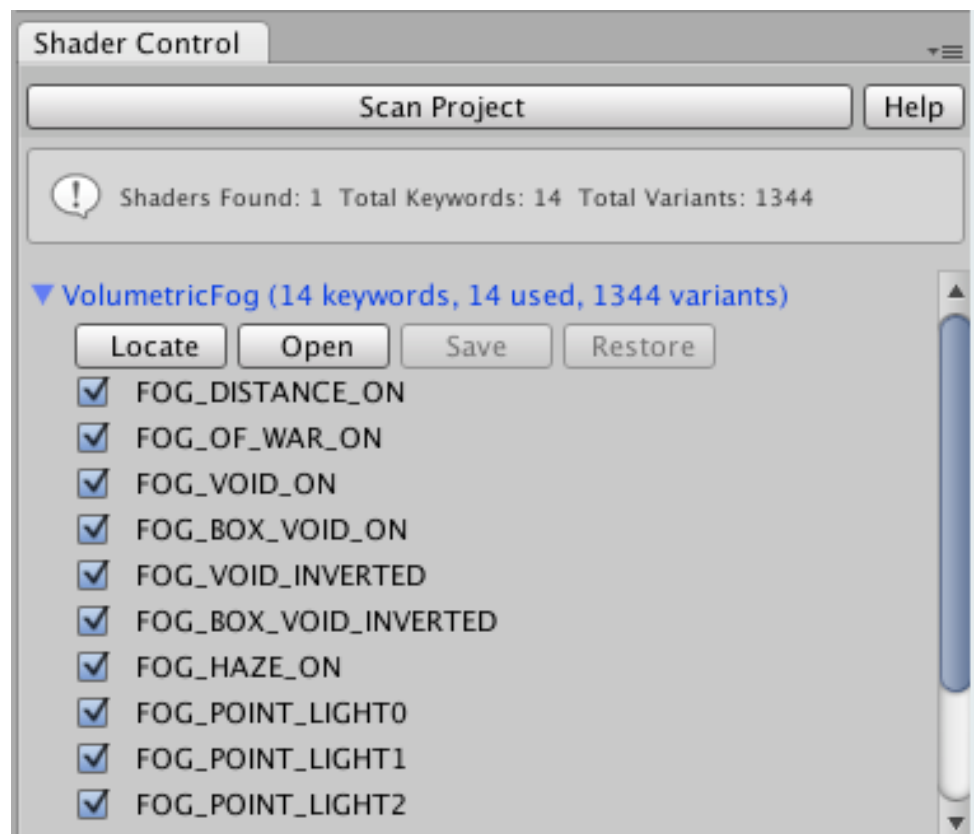 Shader Control
Scan Project Help
Shaders Found: 1 Total Keywords: 14 Total Variants: 1344
VolumetricFog (14 keywords, 14 used, 1344 variants)
Locate Open Save Restore
FOG_DISTANCE_ON
FOG_OF_WAR_ON
FOG_VOID_ON
FOG_BOX_VOID_ON
FOG_VOID_INVERTED
FOG_BOX_VOID_INVERTED
FOG_HAZE_ON
FOG_POINT_LIGHT0
FOG_POINT_LIGHT1
FOG_POINT_LIGHT2